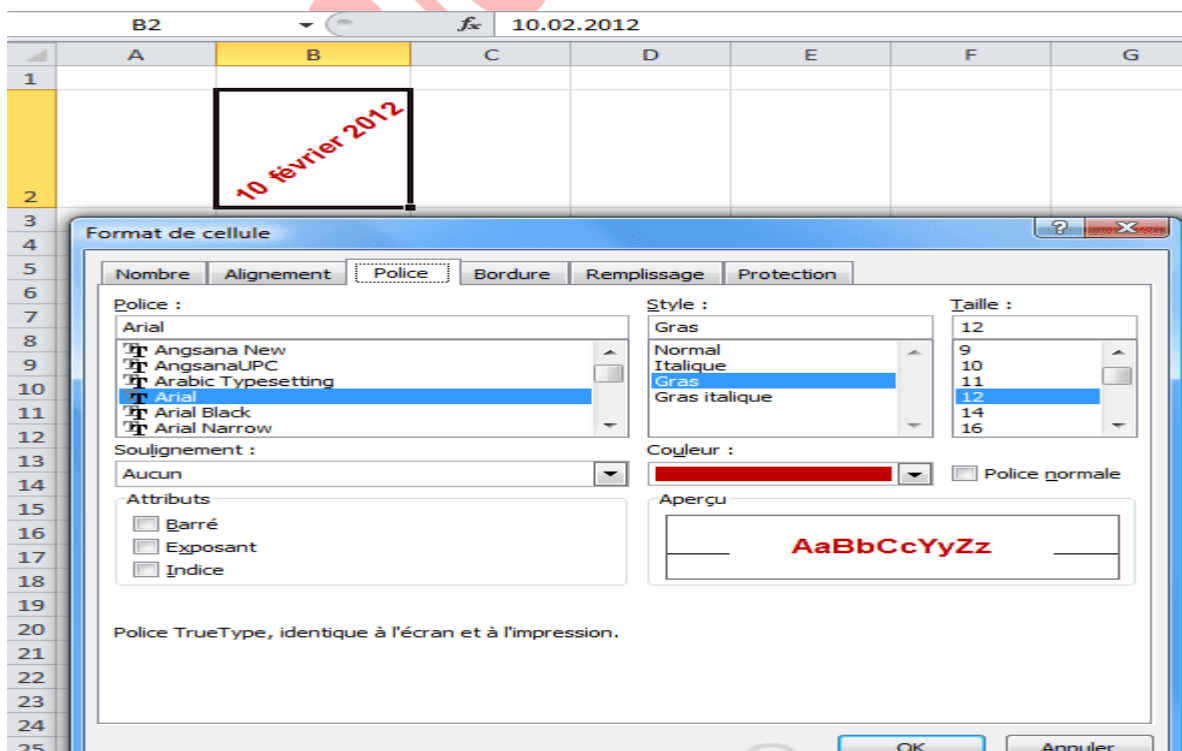 B2 fx 10.02.2012
A B C D E F G
1
10 février 2012
2
3
Format de cellule ?
4
5
Nombre Alignement Police Bordure Remplissage Protection
6
Police : Style : Taille :
7
Arial Gras 12
8
Angsana New Normal 9
9
AngsanaUPC Italique 10
10
Arabic Typesetting Gras 11
Arial Gras italique 12
11
Arial Black 14
12
Arial Narrow 16
Soulignement : Couleur :
13
Aucun Police normale
14
Attributs Aperçu
15
Barré
16
Exposant AaBbCcYyZz
17
Indice
18
19
20
Police TrueType, identique à l'écran et à l'impression.
21
22
23
24
25
OK Annuler